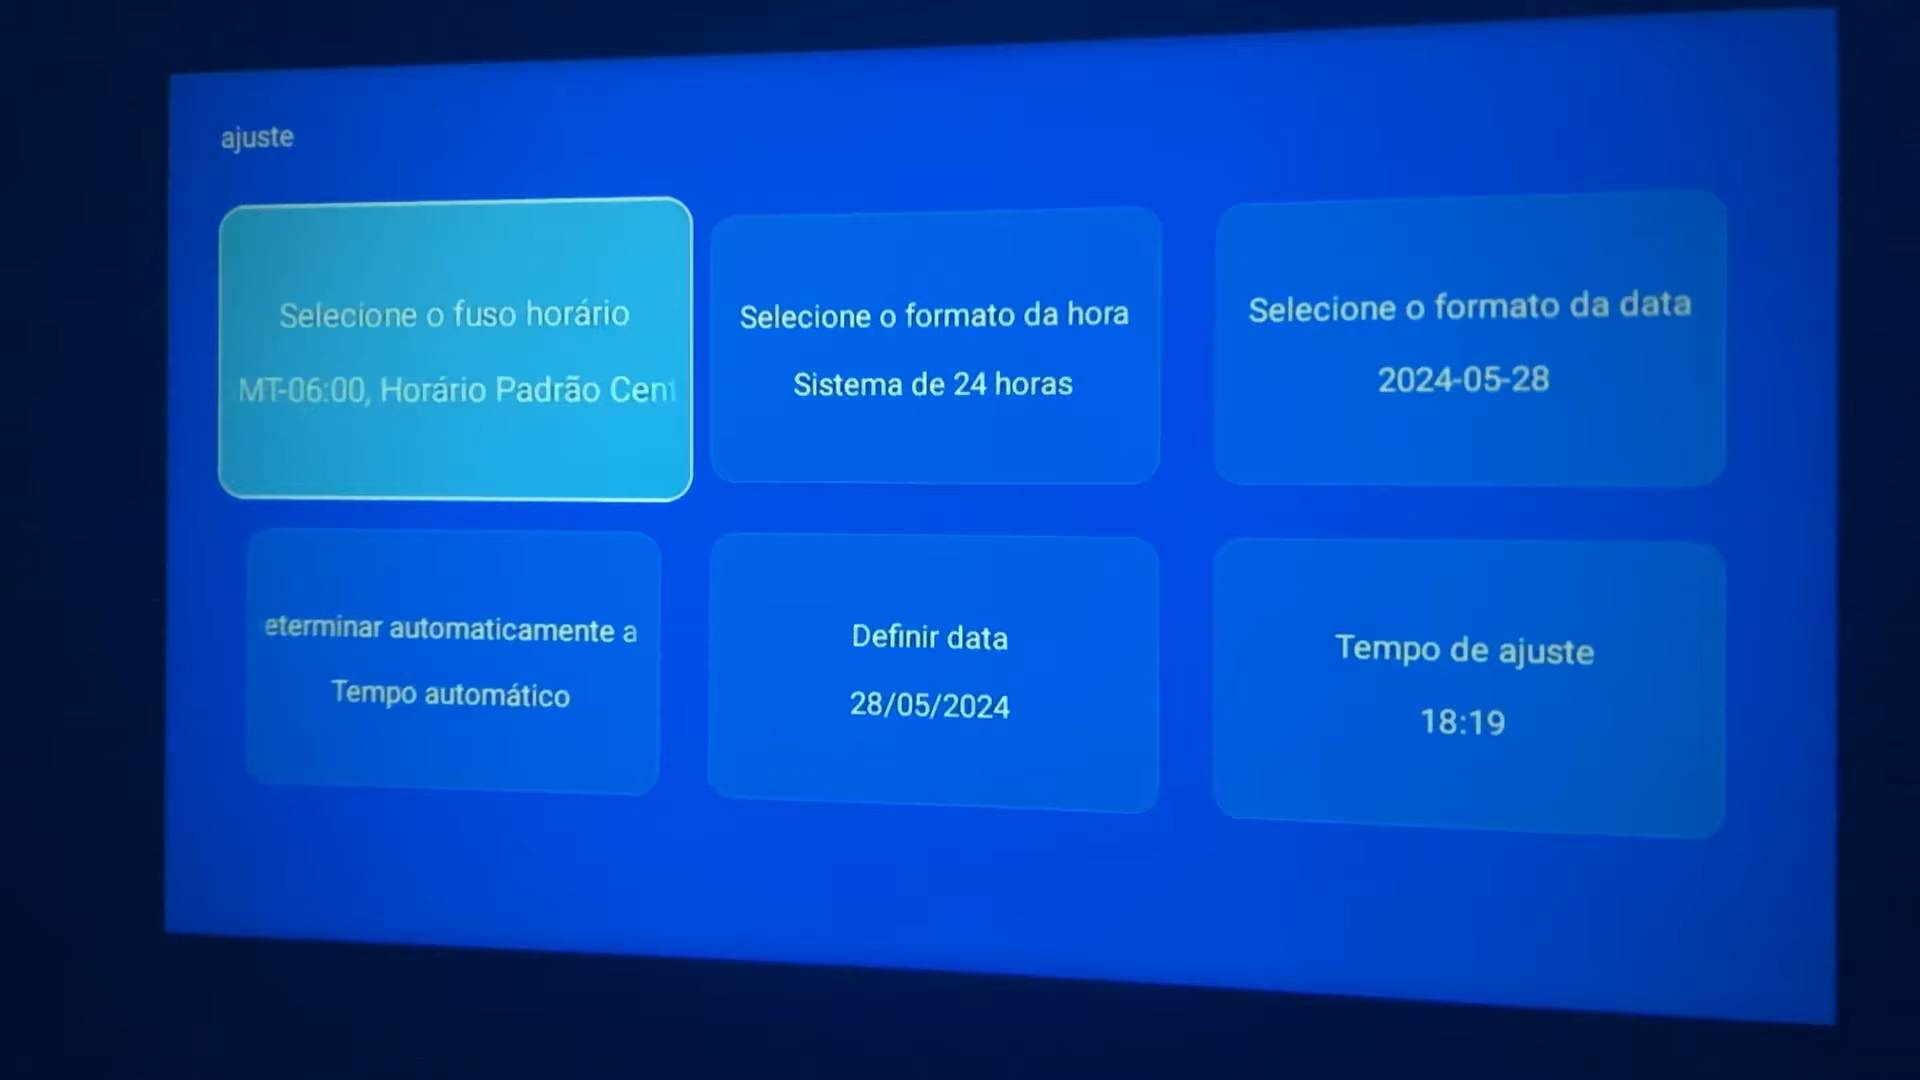 ajuste
Selecione o fuso horário
MT-06:00, Horário Padrão Cent
Selecione o formato da hora
Sistema de 24 horas
Selecione o formato da data
2024-05-28
eterminar automaticamente a
Tempo automático
Definir data
28/05/2024
Tempo de ajuste
18:19